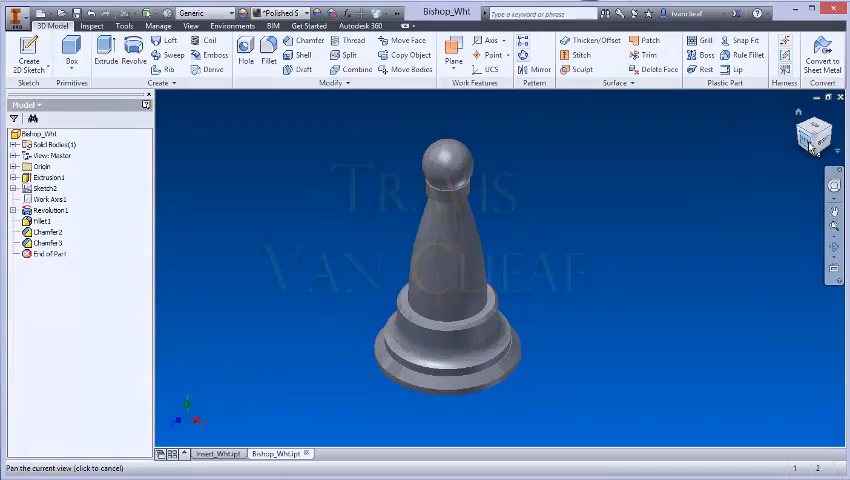 Generic
*Polished S
Bishop_Wht
Type a keyword or phrase
PRO
3D Model
Inspect
Tools
Manage
View
Environments
BIM
Get Started
Autodesk 360
Create 2D Sketch
Box
Extrude
Revolve
Loft
Coil
Sweep
Emboss
Rib
Derive
Hole
Fillet
Chamfer
Thread
Shell
Split
Draft
Combine
Move Face
Copy Object
Move Bodies
Plane
Axis
Point
UCS
Mirror
Thicken/Offset
Patch
Stitch
Trim
Sculpt
Delete Face
Grill
Snap Fit
Boss
Rule Fillet
Rest
Lip
Convert to Sheet Metal
Sketch
Primitives
Create
Modify
Work Features
Pattern
Surface
Plastic Part
Harness
Convert
Model
Bishop_Wht
Solid Bodies(1)
View: Master
Origin
Extrusion1
Sketch2
Work Axis1
Revolution1
Fillet1
Chamfer2
Chamfer3
End of Part
Travis
Van Cleaf
Insert_Wht.ipt
Bishop_Wht.ipt
Pan the current view (click to cancel)
1
2